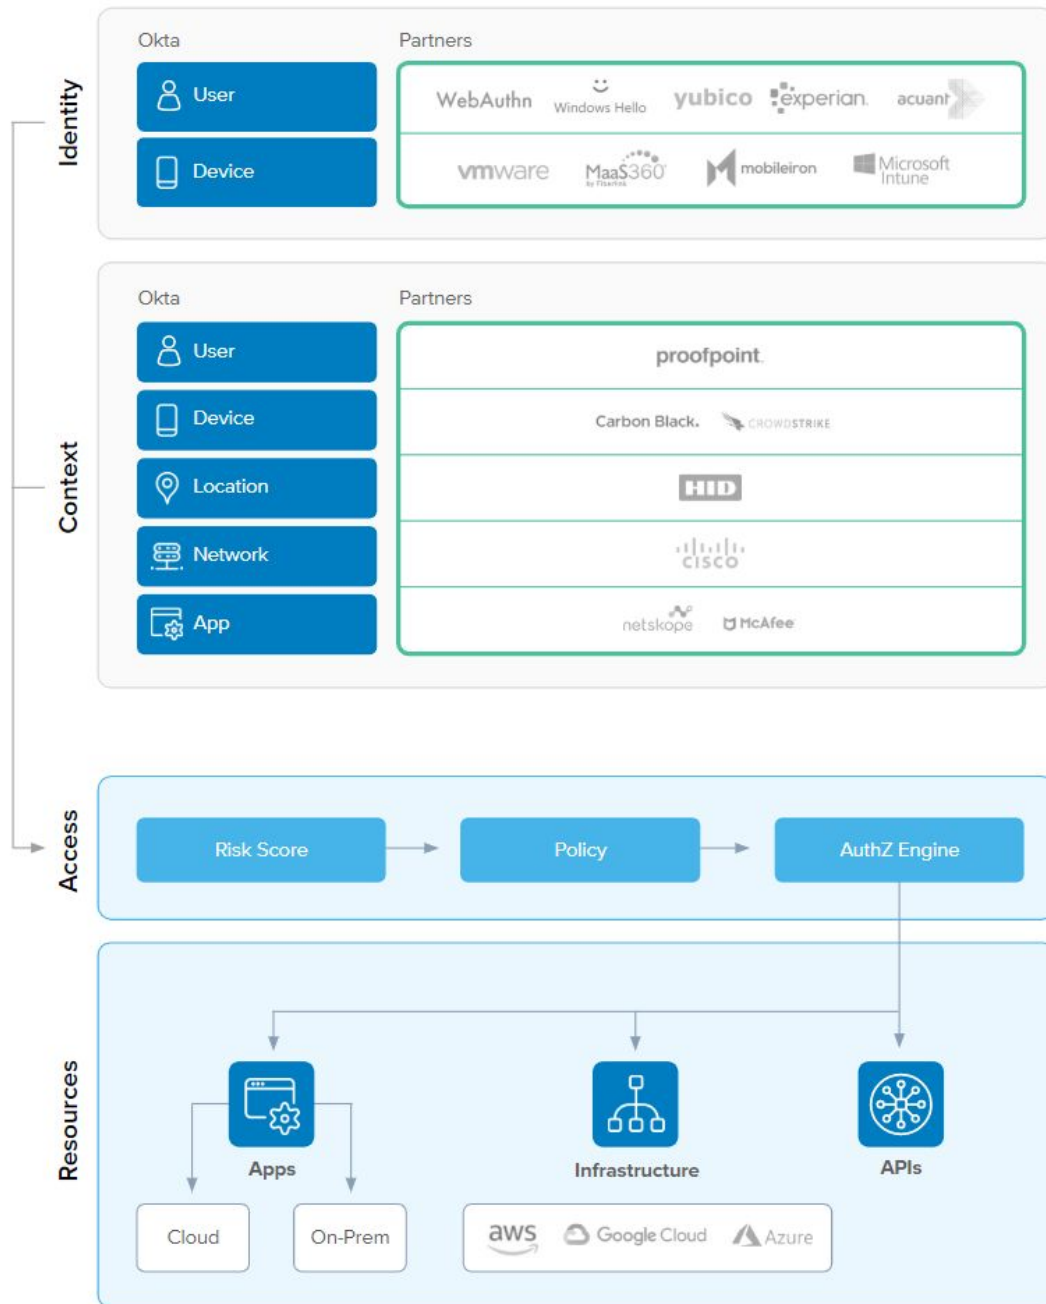 Identity
Okta
Partners
User
WebAuthn
Windows Hello
yubico
experian.
acuant
Device
vmware
MaaS360
by Fiberlink
mobileiron
Microsoft
Intune
Context
Okta
Partners
User
proofpoint.
Device
Carbon Black.
CROWDSTRIKE
Location
HID
Network
CISCO
App
netskope
McAfee
Access
Risk Score
Policy
AuthZ Engine
Resources
Apps
Infrastructure
APIs
Cloud
On-Prem
aws
Google Cloud
Azure